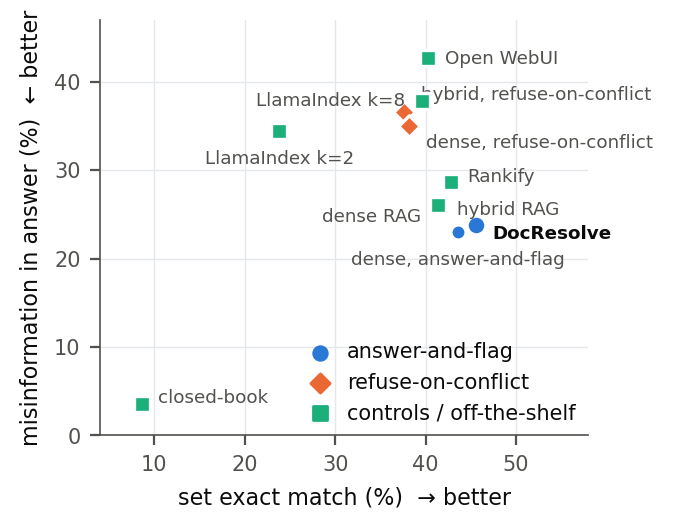 misinformation in answer (%) ← better
40
30
20
10
0
Open WebUI
LlamaIndex k=8
hybrid, refuse-on-conflict
dense, refuse-on-conflict
LlamaIndex k=2
Rankify
hybrid RAG
dense RAG
DocResolve
dense, answer-and-flag
closed-book
answer-and-flag
refuse-on-conflict
controls / off-the-shelf
10 20 30 40 50
set exact match (%) → better